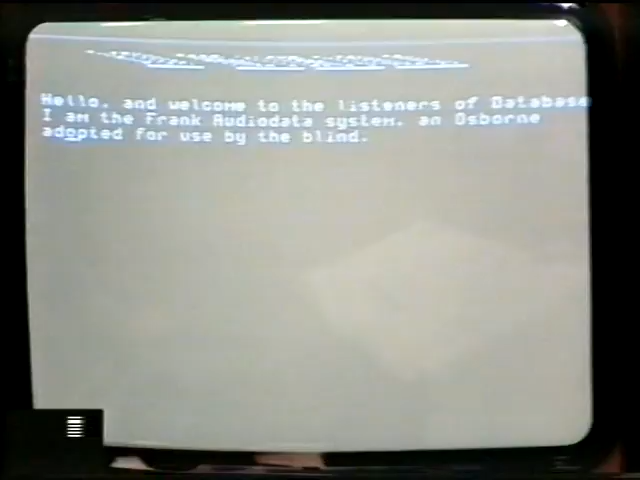 Hello, and welcome to the listeners of Database
I am the Frank Audiodata system, an Osborne
adopted for use by the blind.